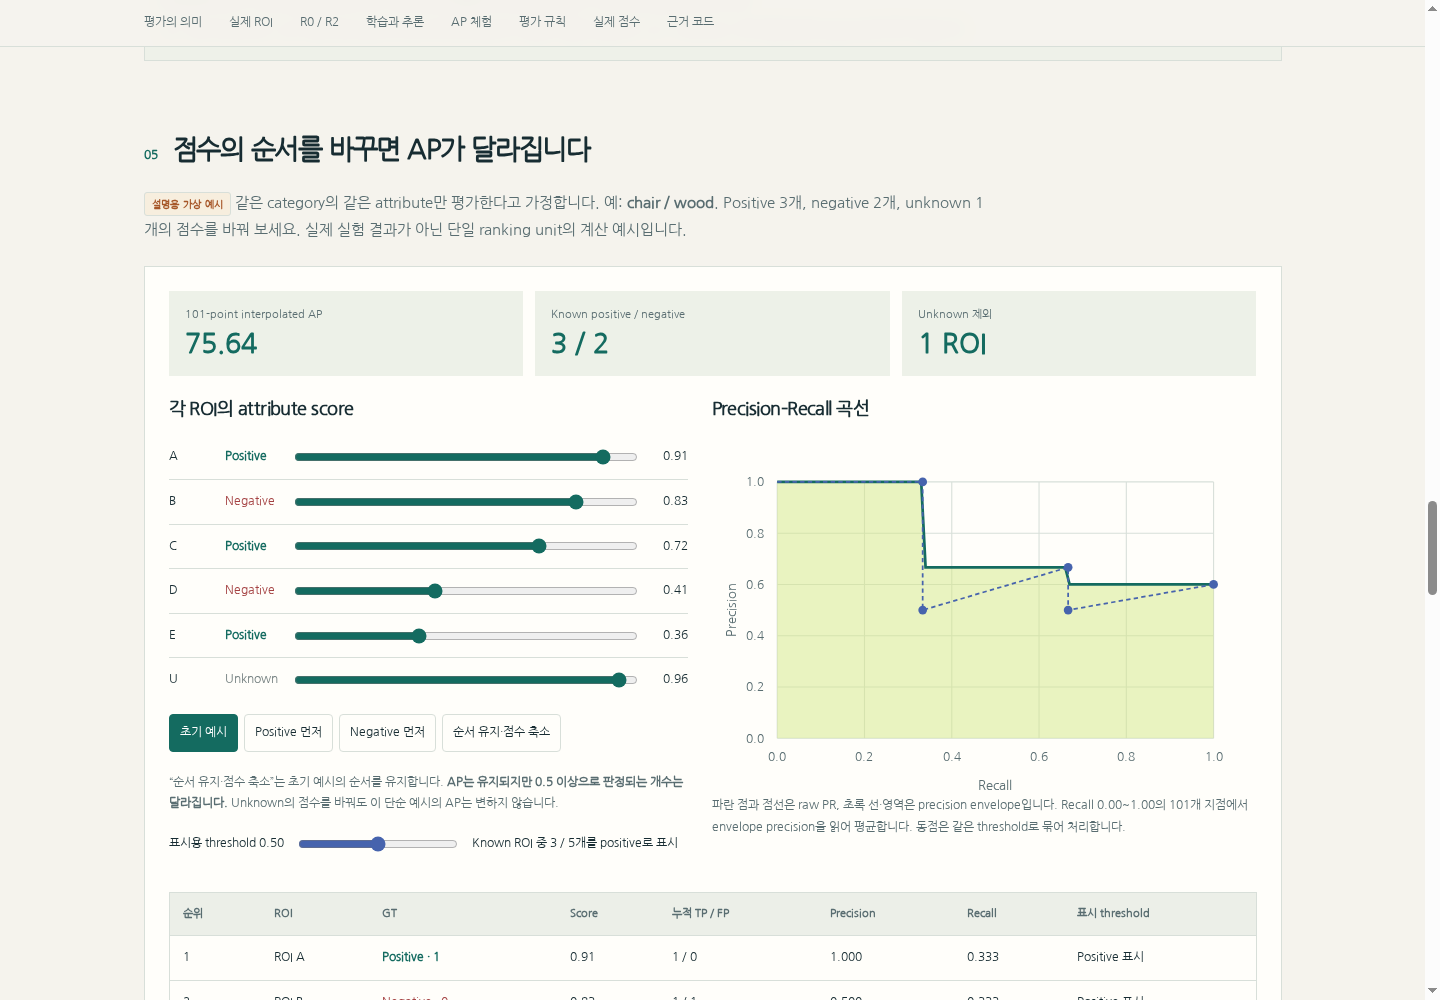 평가의 의미 실제 ROI R0 / R2 학습과 추론 AP 체험 평가 규칙 실제 점수 근거 코드
05 점수의 순서를 바꾸면 AP가 달라집니다
설명용 가상 예시 같은 category의 같은 attribute만 평가한다고 가정합니다. 예: chair / wood. Positive 3개, negative 2개, unknown 1
개의 점수를 바꿔 보세요. 실제 실험 결과가 아닌 단일 ranking unit의 계산 예시입니다.
101-point interpolated AP
75.64
Known positive / negative
3 / 2
Unknown 제외
1 ROI
각 ROI의 attribute score
A Positive 0.91
B Negative 0.83
C Positive 0.72
D Negative 0.41
E Positive 0.36
U Unknown 0.96
초기 예시 Positive 먼저 Negative 먼저 순서 유지·점수 축소
“순서 유지·점수 축소”는 초기 예시의 순서를 유지합니다. AP는 유지되지만 0.5 이상으로 판정되는 개수는
달라집니다. Unknown의 점수를 바꿔도 이 단순 예시의 AP는 변하지 않습니다.
표시용 threshold 0.50 Known ROI 중 3 / 5개를 positive로 표시
Precision-Recall 곡선
1.0
0.8
0.6
0.4
0.2
0.0
Precision
0.0 0.2 0.4 0.6 0.8 1.0
Recall
파란 점과 점선은 raw PR, 초록 선·영역은 precision envelope입니다. Recall 0.00~1.00의 101개 지점에서
envelope precision을 읽어 평균합니다. 동점은 같은 threshold로 묶어 처리합니다.
순위 ROI GT Score 누적 TP / FP Precision Recall 표시 threshold
1 ROI A Positive · 1 0.91 1 / 0 1.000 0.333 Positive 표시